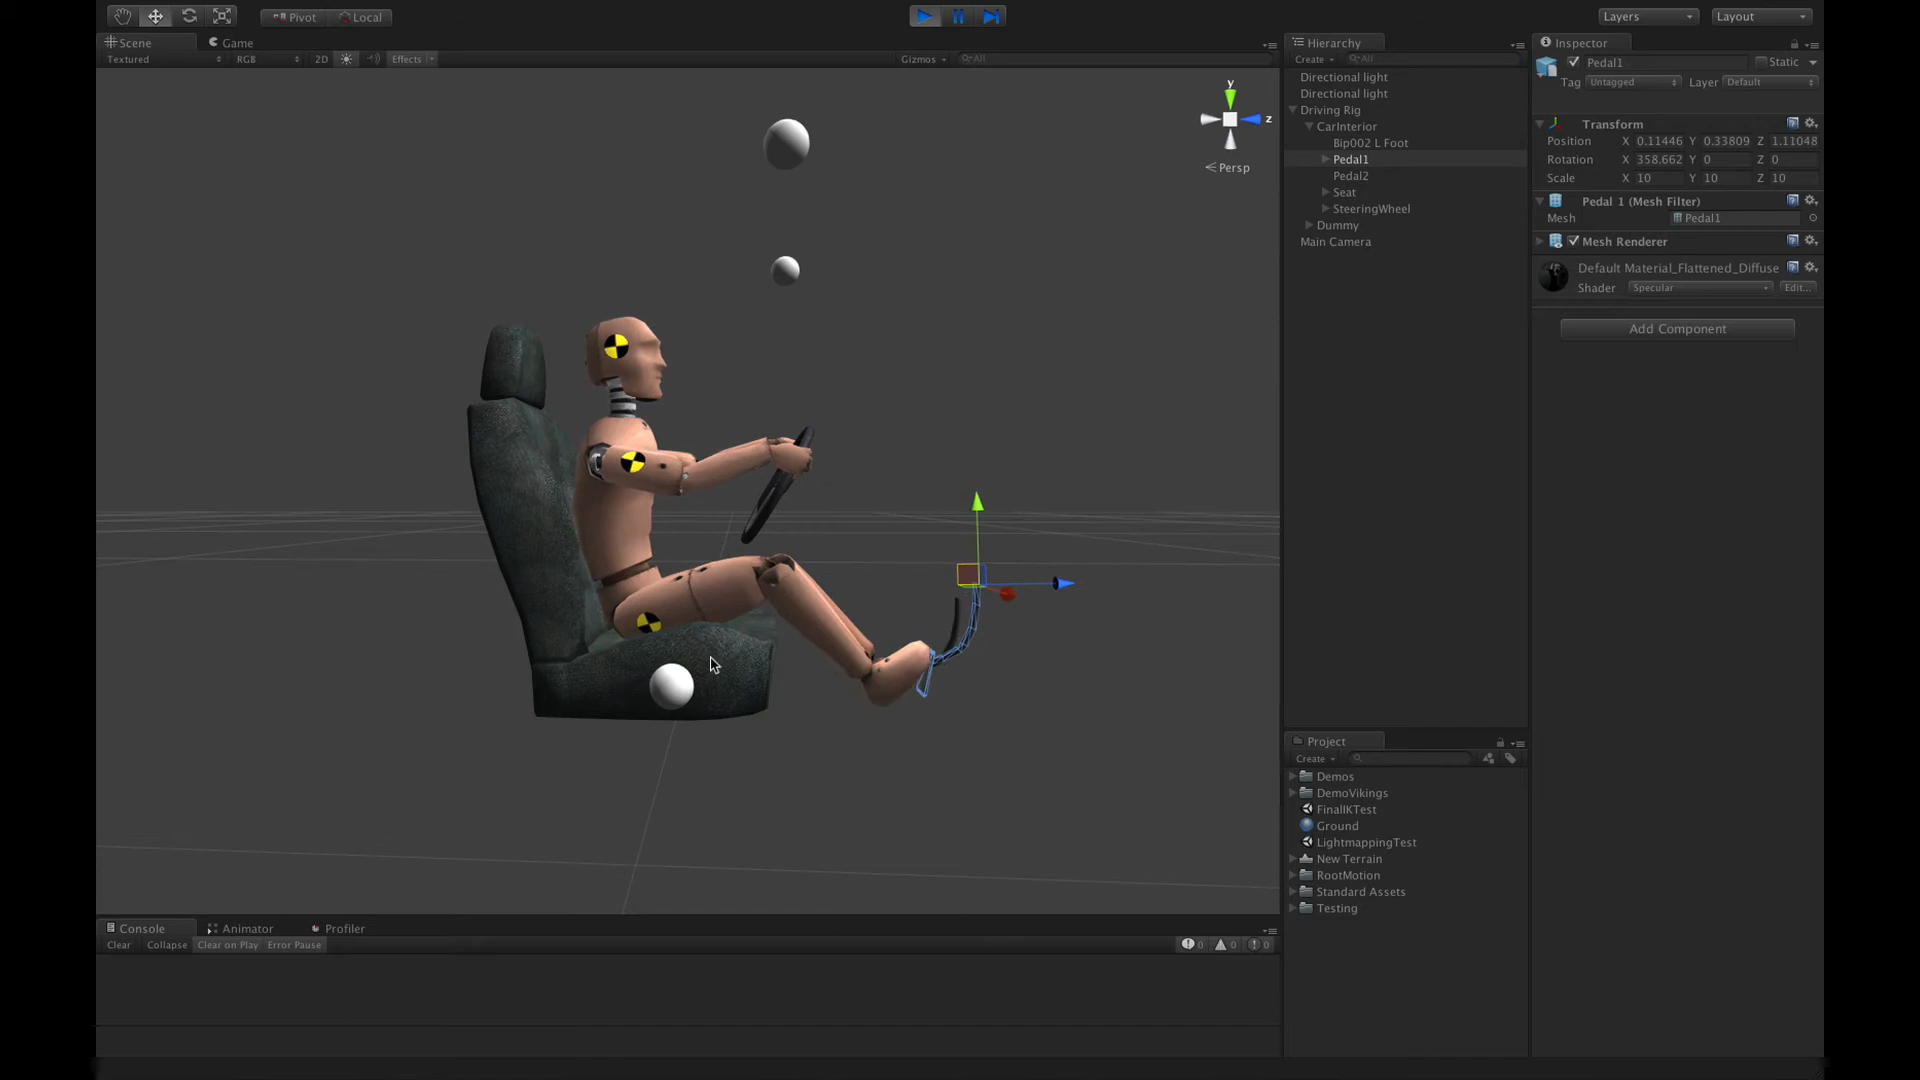 Pivot Local Layers Layout
Scene Game Hierarchy Inspector
Textured RGB 2D Effects Gizmos All Create All Pedal1 Static
Tag Untagged Layer Default
y
z
Persp
Directional light
Directional light
Driving Rig
CarInterior
Bip002 L Foot
Pedal1
Pedal2
Seat
SteeringWheel
Dummy
Main Camera
Transform
Position X 0.11446 Y 0.33809 Z 1.11048
Rotation X 358.662 Y 0 Z 0
Scale X 10 Y 10 Z 10
Pedal 1 (Mesh Filter)
Mesh Pedal1
Mesh Renderer
Default Material_Flattened_Diffuse
Shader Specular Edit...
Add Component
Project
Create
Demos
DemoVikings
FinalIKTest
Ground
LightmappingTest
New Terrain
RootMotion
Standard Assets
Testing
Console Animator Profiler
Clear Collapse Clear on Play Error Pause 0 0 0